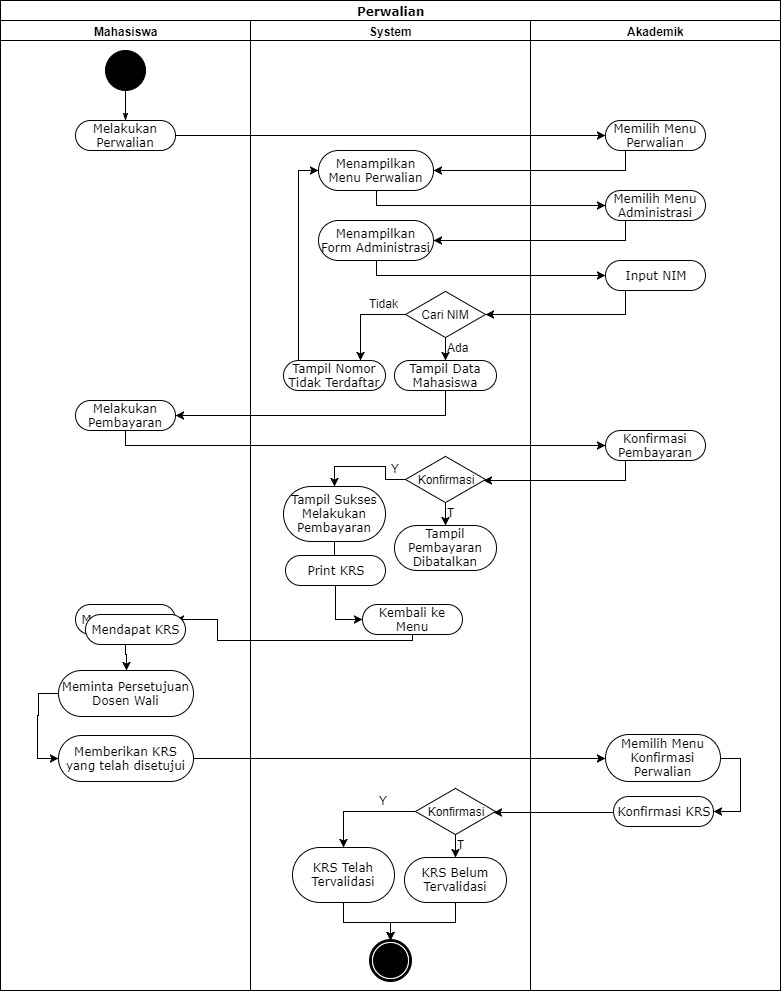 Perwalian
Mahasiswa
System
Akademik
Melakukan
Perwalian
Memilih Menu
Perwalian
Menampilkan
Menu Perwalian
Memilih Menu
Administrasi
Menampilkan
Form Administrasi
Input NIM
Tidak
Cari NIM
Ada
Tampil Nomor
Tidak Terdaftar
Tampil Data
Mahasiswa
Melakukan
Pembayaran
Konfirmasi
Pembayaran
Y
Konfirmasi
T
Tampil Sukses
Melakukan
Pembayaran
Tampil
Pembayaran
Dibatalkan
Print KRS
Kembali ke
Menu
Mendapat KRS
Meminta Persetujuan
Dosen Wali
Memilih Menu
Konfirmasi
Perwalian
Memberikan KRS
yang telah disetujui
Y
Konfirmasi
Konfirmasi KRS
T
KRS Telah
Tervalidasi
KRS Belum
Tervalidasi